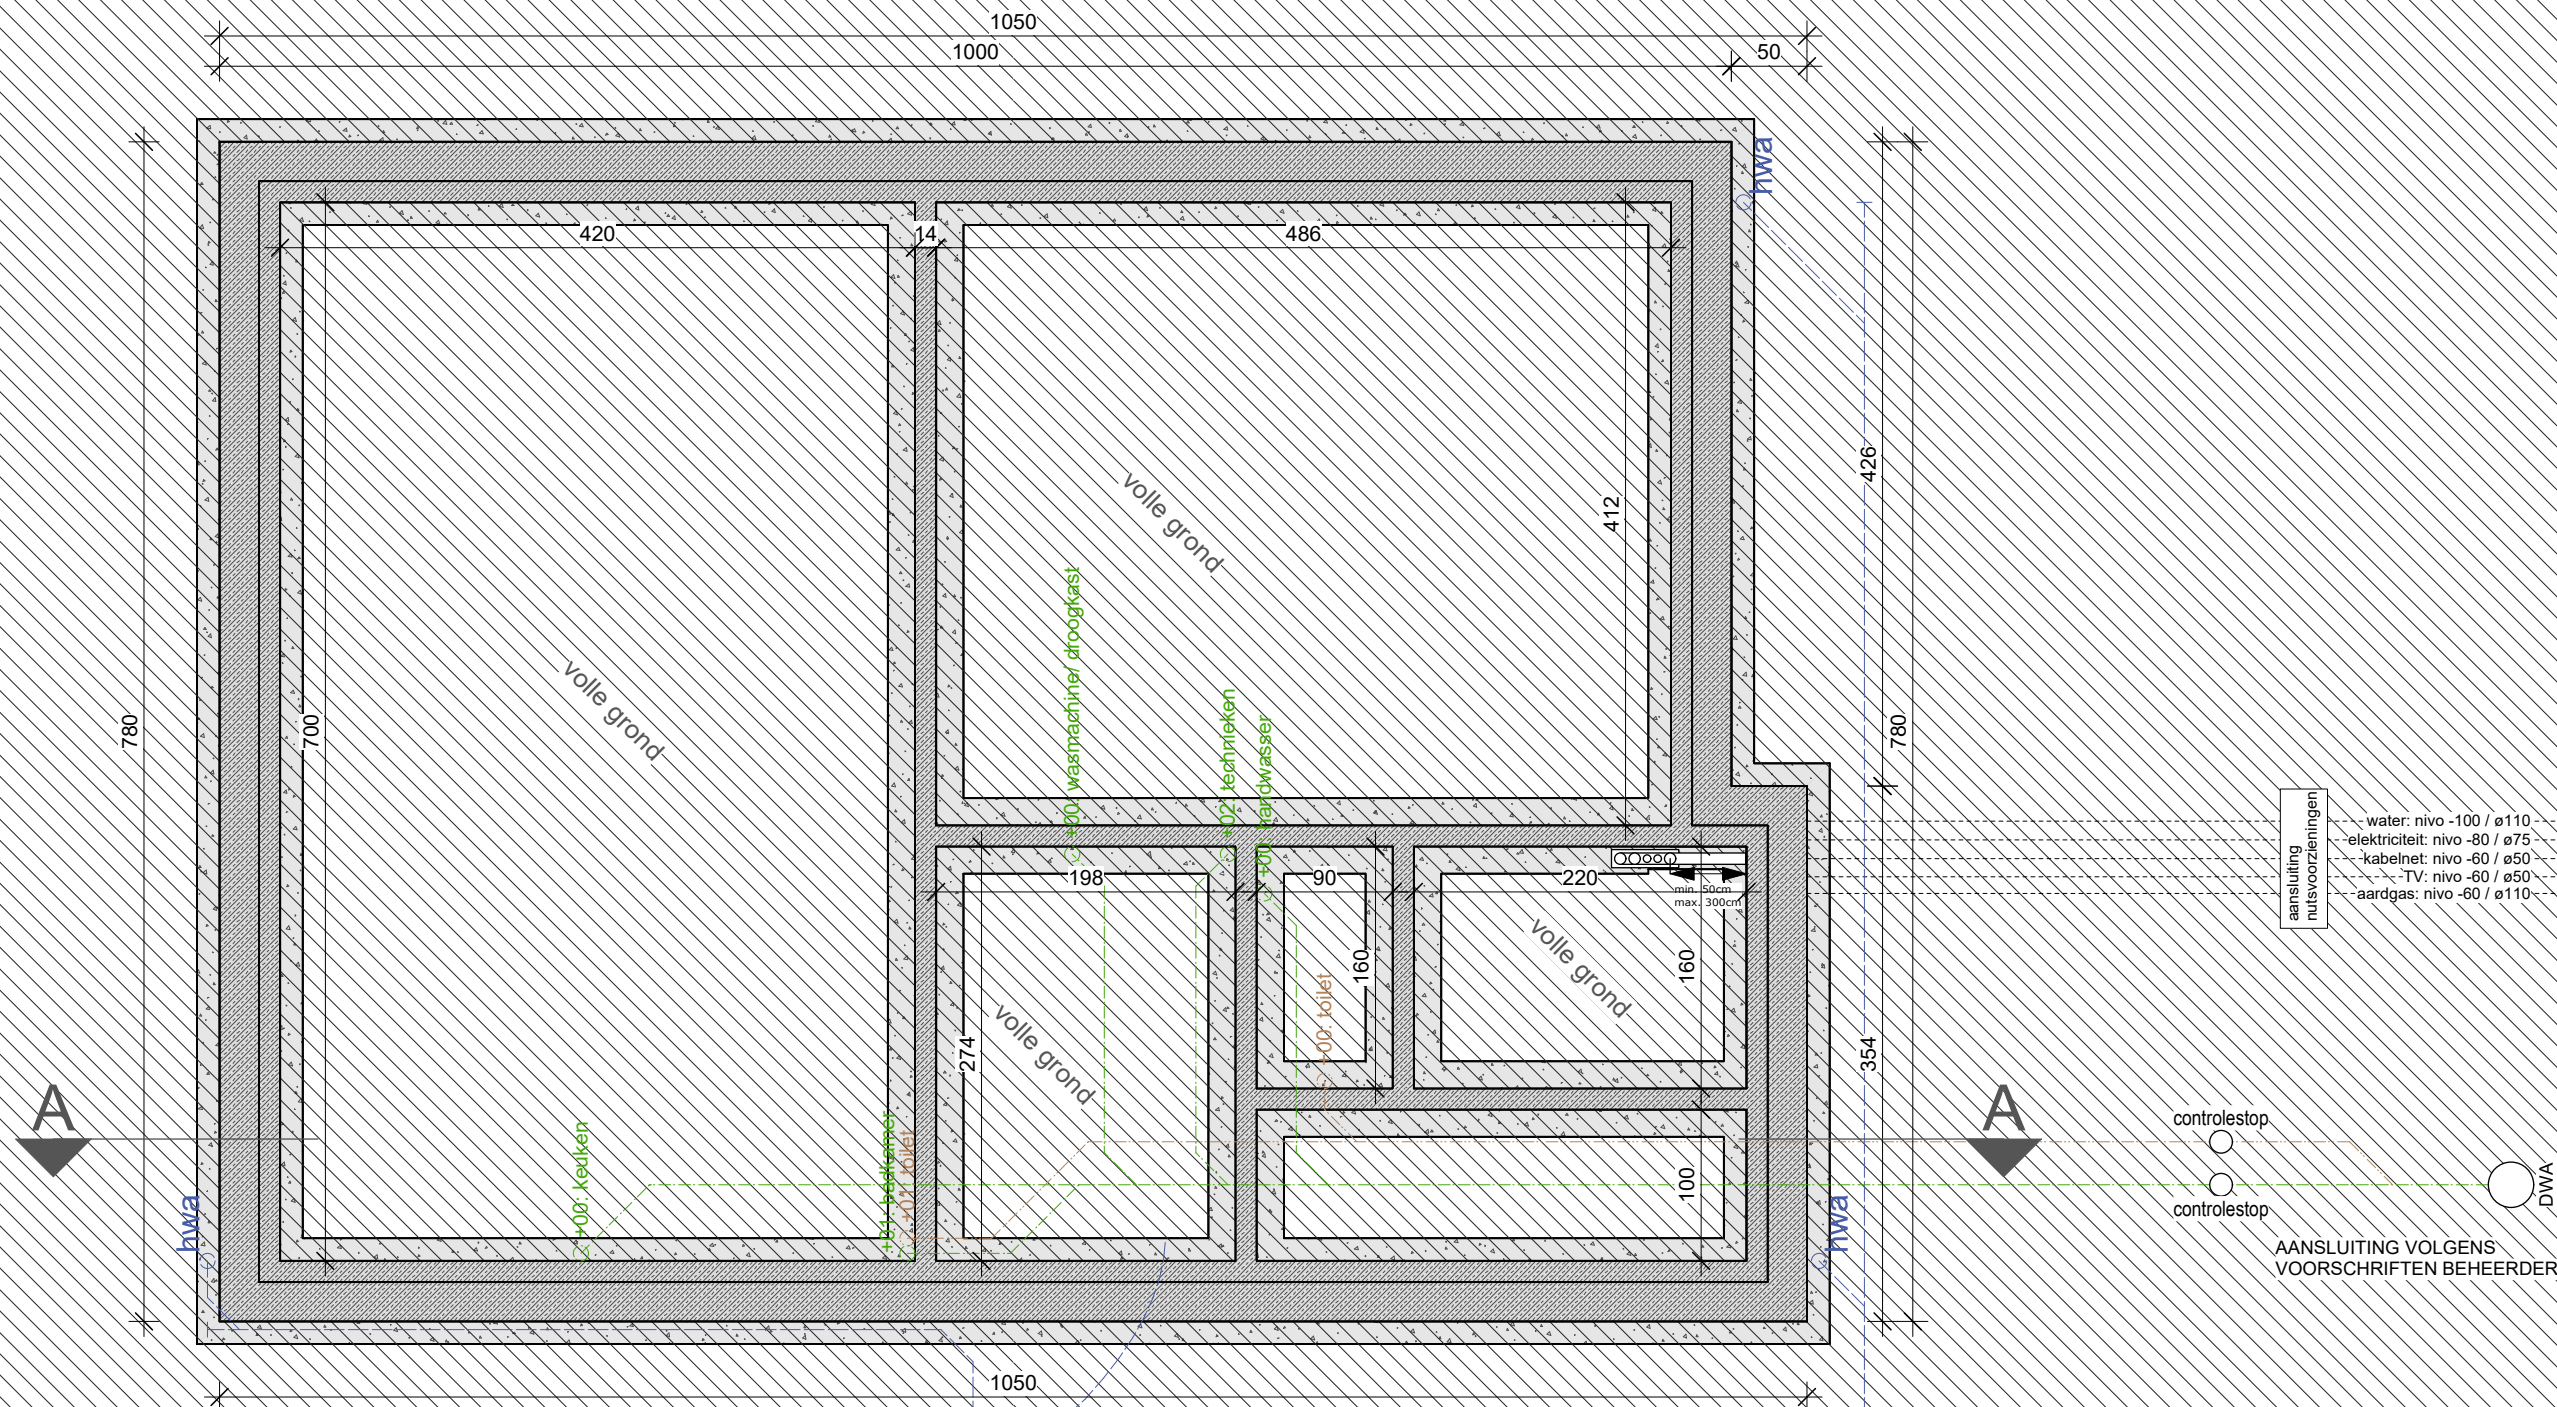 1050
1000
50
hwa
420
14
486
426
412
volle grond
+00: wasmachine/ droogkast
volle grond
+02: technieken
+00: handwasser
780
700
780
aansluiting
nutsvoorzieningen
water: nivo -100 / ø110
elektriciteit: nivo -80 / ø75
kabelnet: nivo -60 / ø50
TV: nivo -60 / ø50
aardgas: nivo -60 / ø110
198
90
220
min. 50cm
max. 300cm
volle grond
160
160
+00: toilet
274
volle grond
354
A
A
controlestop
+00: keuken
+01: badkamer
+01: toilet
100
DWA
controlestop
hwa
hwa
AANSLUITING VOLGENS
VOORSCHRIFTEN BEHEERDER
1050